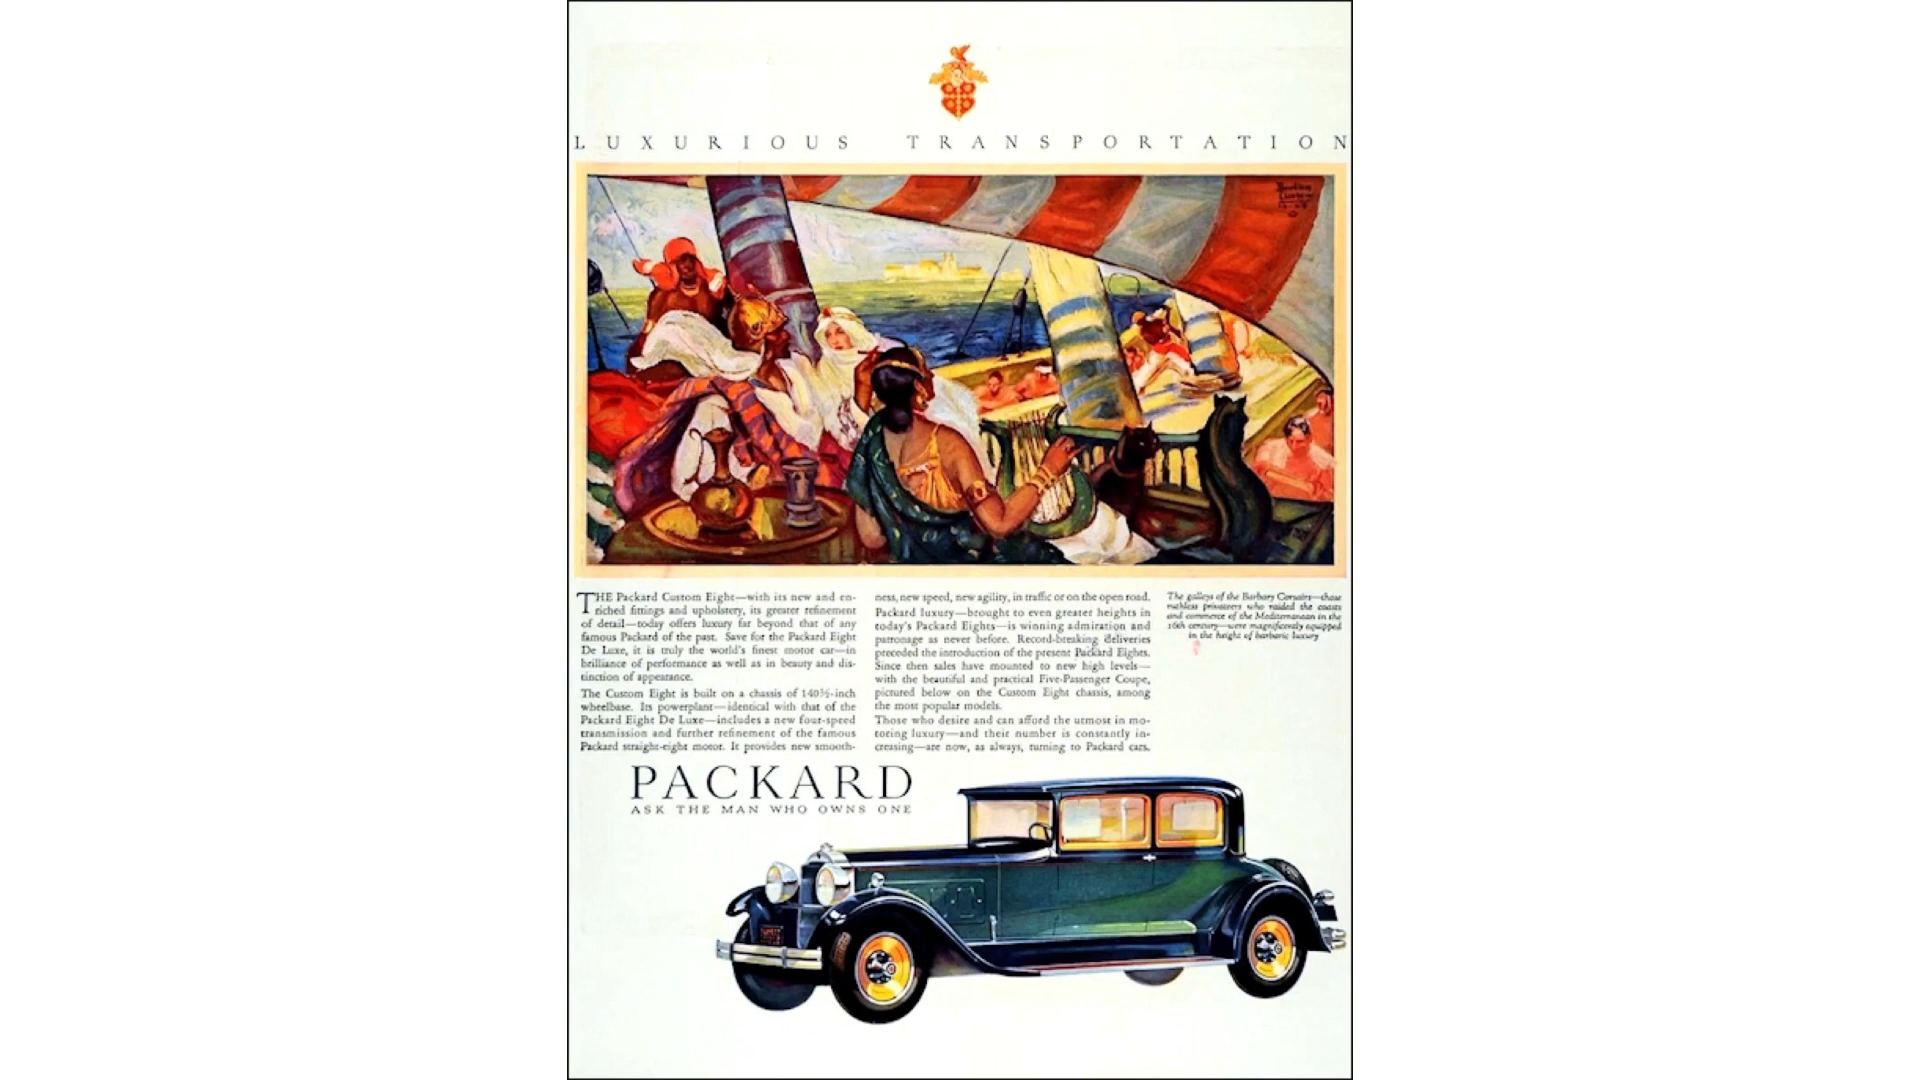 LUXURIOUS TRANSPORTATION
THE Packard Custom Eight—with its new and en-
riched fittings and upholstery, its greater refinement
of detail—today offers luxury far beyond that of any
famous Packard of the past. Save for the Packard Eight
De Luxe, it is truly the world's finest motor car—in
brilliance of performance as well as in beauty and dis-
tinction of appearance.
The Custom Eight is built on a chassis of 140½-inch
wheelbase. Its powerplant—identical with that of the
Packard Eight De Luxe—includes a new four-speed
transmission and further refinement of the famous
Packard straight-eight motor. It provides new smooth-
ness, new speed, new agility, in traffic or on the open road.
Packard luxury—brought to even greater heights in
today's Packard Eights—is winning admiration and
patronage as never before. Record-breaking deliveries
preceded the introduction of the present Packard Eights.
Since then sales have mounted to new high levels—
with the beautiful and practical Five-Passenger Coupe,
pictured below on the Custom Eight chassis, among
the most popular models.
Those who desire and can afford the utmost in mo-
toring luxury—and their number is constantly in-
creasing—are now, as always, turning to Packard cars.
The galleys of the Barbary Corsairs—those
ruthless privateers who raided the coasts
and commerce of the Mediterranean in the
16th century—were magnificently equipped
in the height of barbaric luxury
PACKARD
ASK THE MAN WHO OWNS ONE